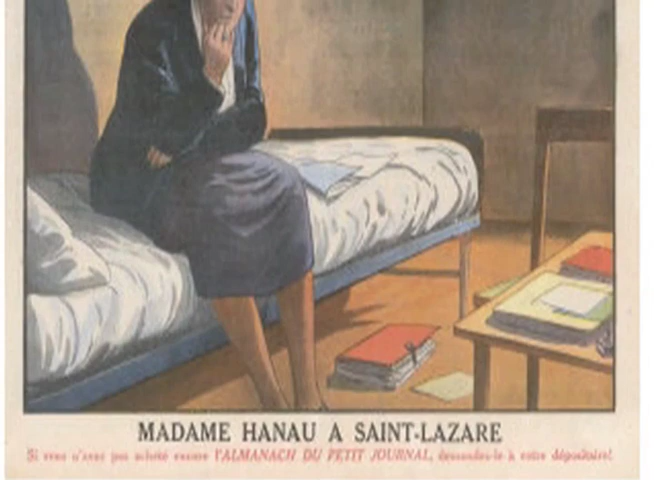 MADAME HANAU A SAINT-LAZARE
Si vous n'avez pas acheté encore l'ALMANACH DU PETIT JOURNAL, demandez-le à votre dépositaire!